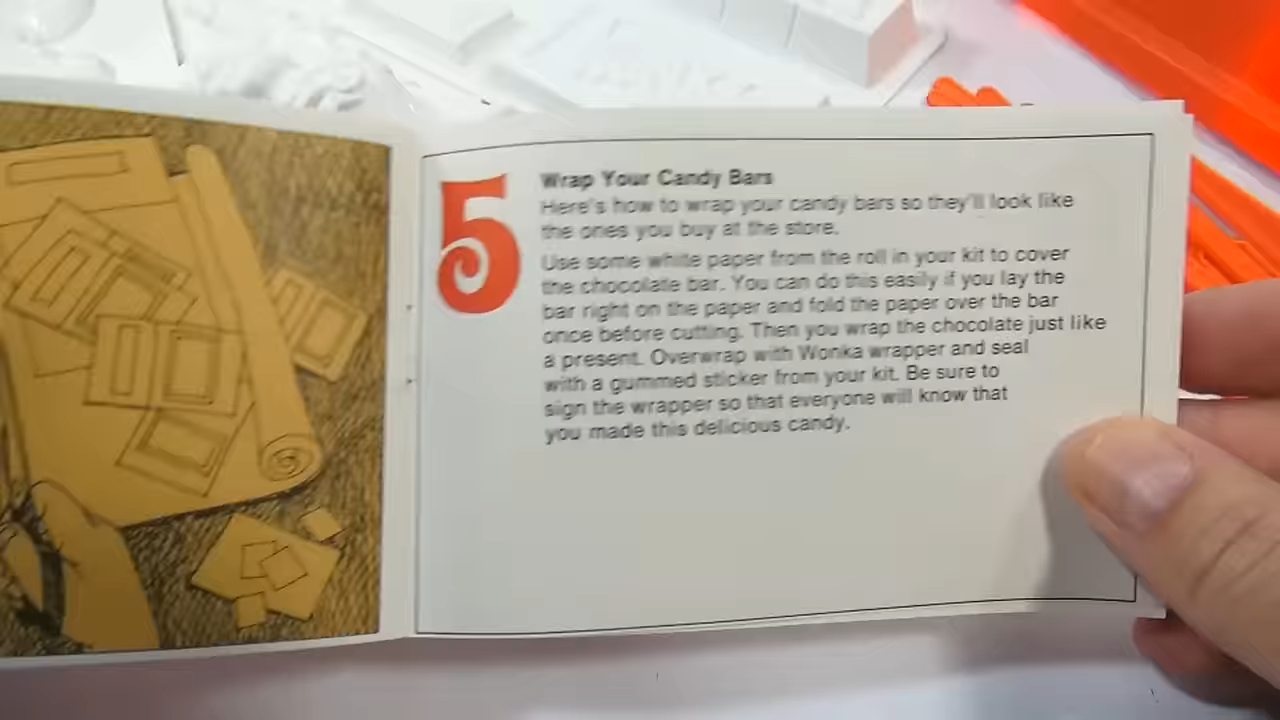 5
Wrap Your Candy Bars
Here's how to wrap your candy bars so they'll look like
the ones you buy at the store.
Use some white paper from the roll in your kit to cover
the chocolate bar. You can do this easily if you lay the
bar right on the paper and fold the paper over the bar
once before cutting. Then you wrap the chocolate just like
a present. Overwrap with Wonka wrapper and seal
with a gummed sticker from your kit. Be sure to
sign the wrapper so that everyone will know that
you made this delicious candy.